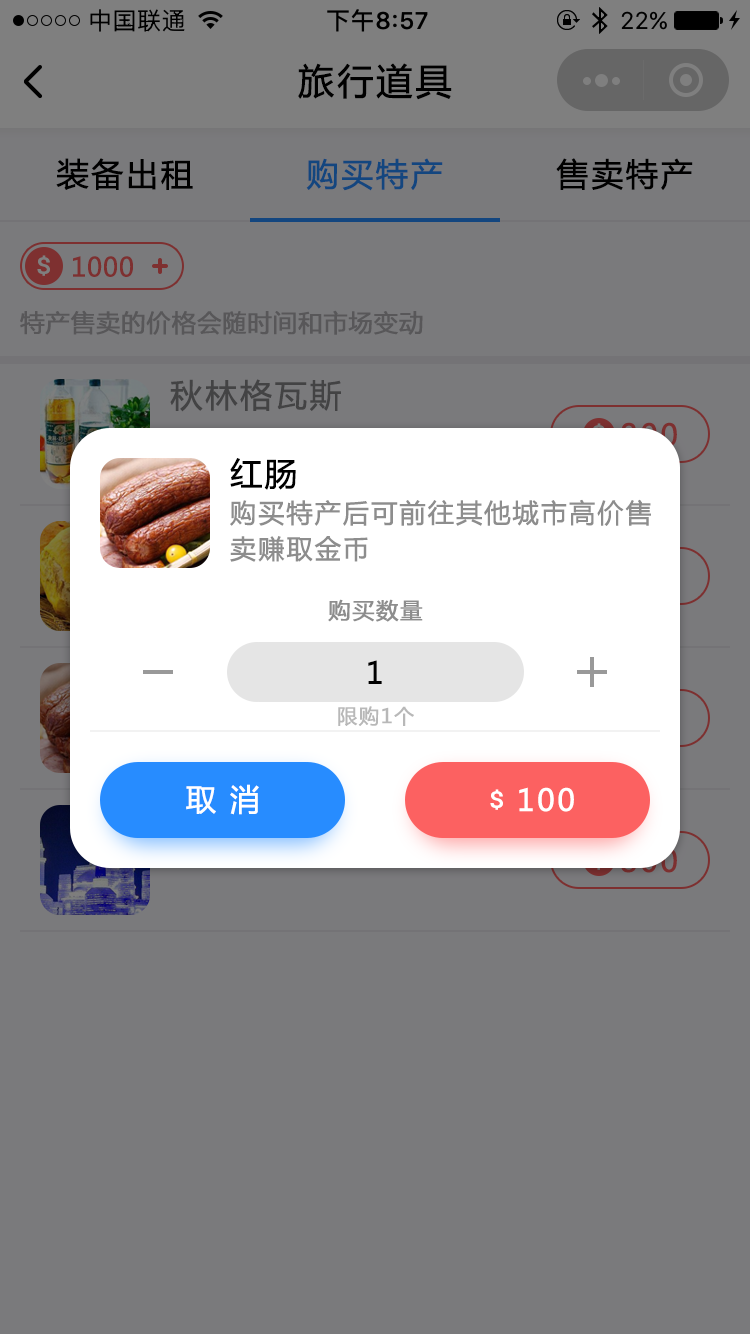 中国联通
下午8:57
22%
旅行道具
装备出租
购买特产
售卖特产
$ 1000 +
特产售卖的价格会随时间和市场变动
秋林格瓦斯
红肠
购买特产后可前往其他城市高价售
卖赚取金币
购买数量
1
限购1个
取 消
$ 100